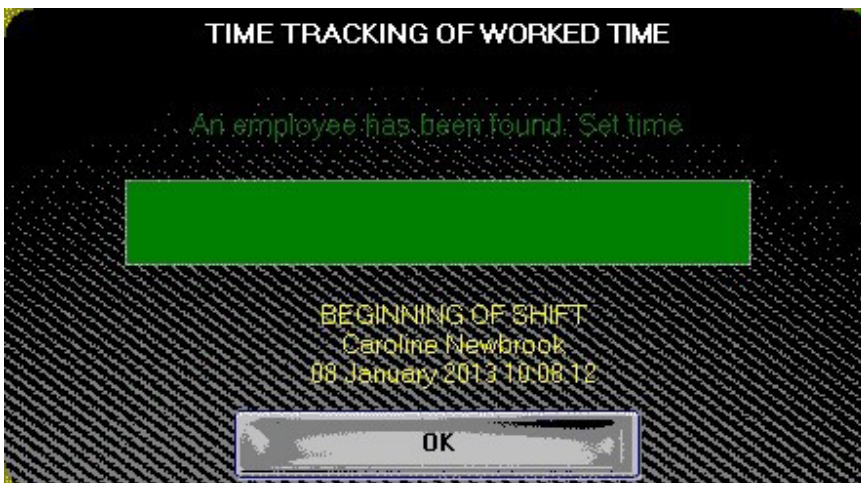 TIME TRACKING OF WORKED TIME
An employee has been found. Set time
BEGINNING OF SHIFT
Caroline Newbrook
08 January 2013 10:08:12
OK